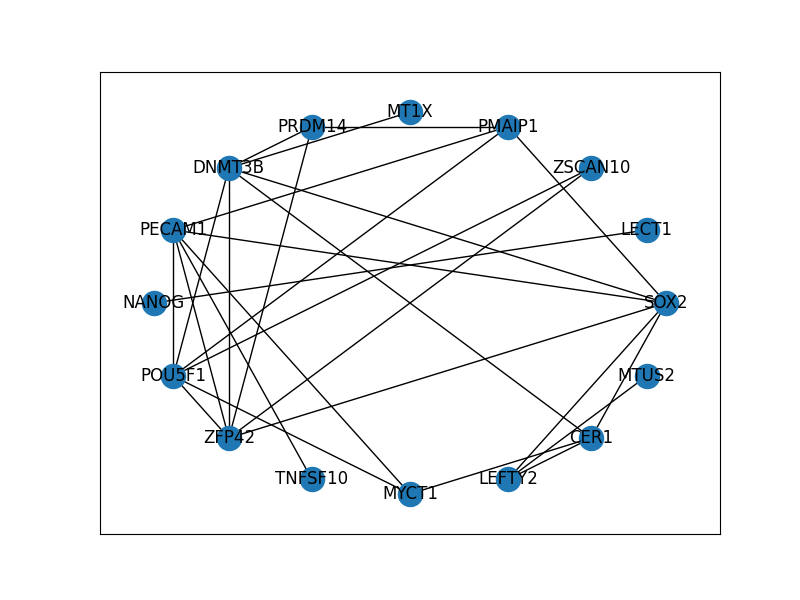 MT1X
PRDM14
PMAIP1
DNMT3B
ZSCAN10
PECAM1
LECT1
NANOG
SOX2
POU5F1
MTUS2
ZFP42
CER1
TNFSF10
LEFTY2
MYCT1